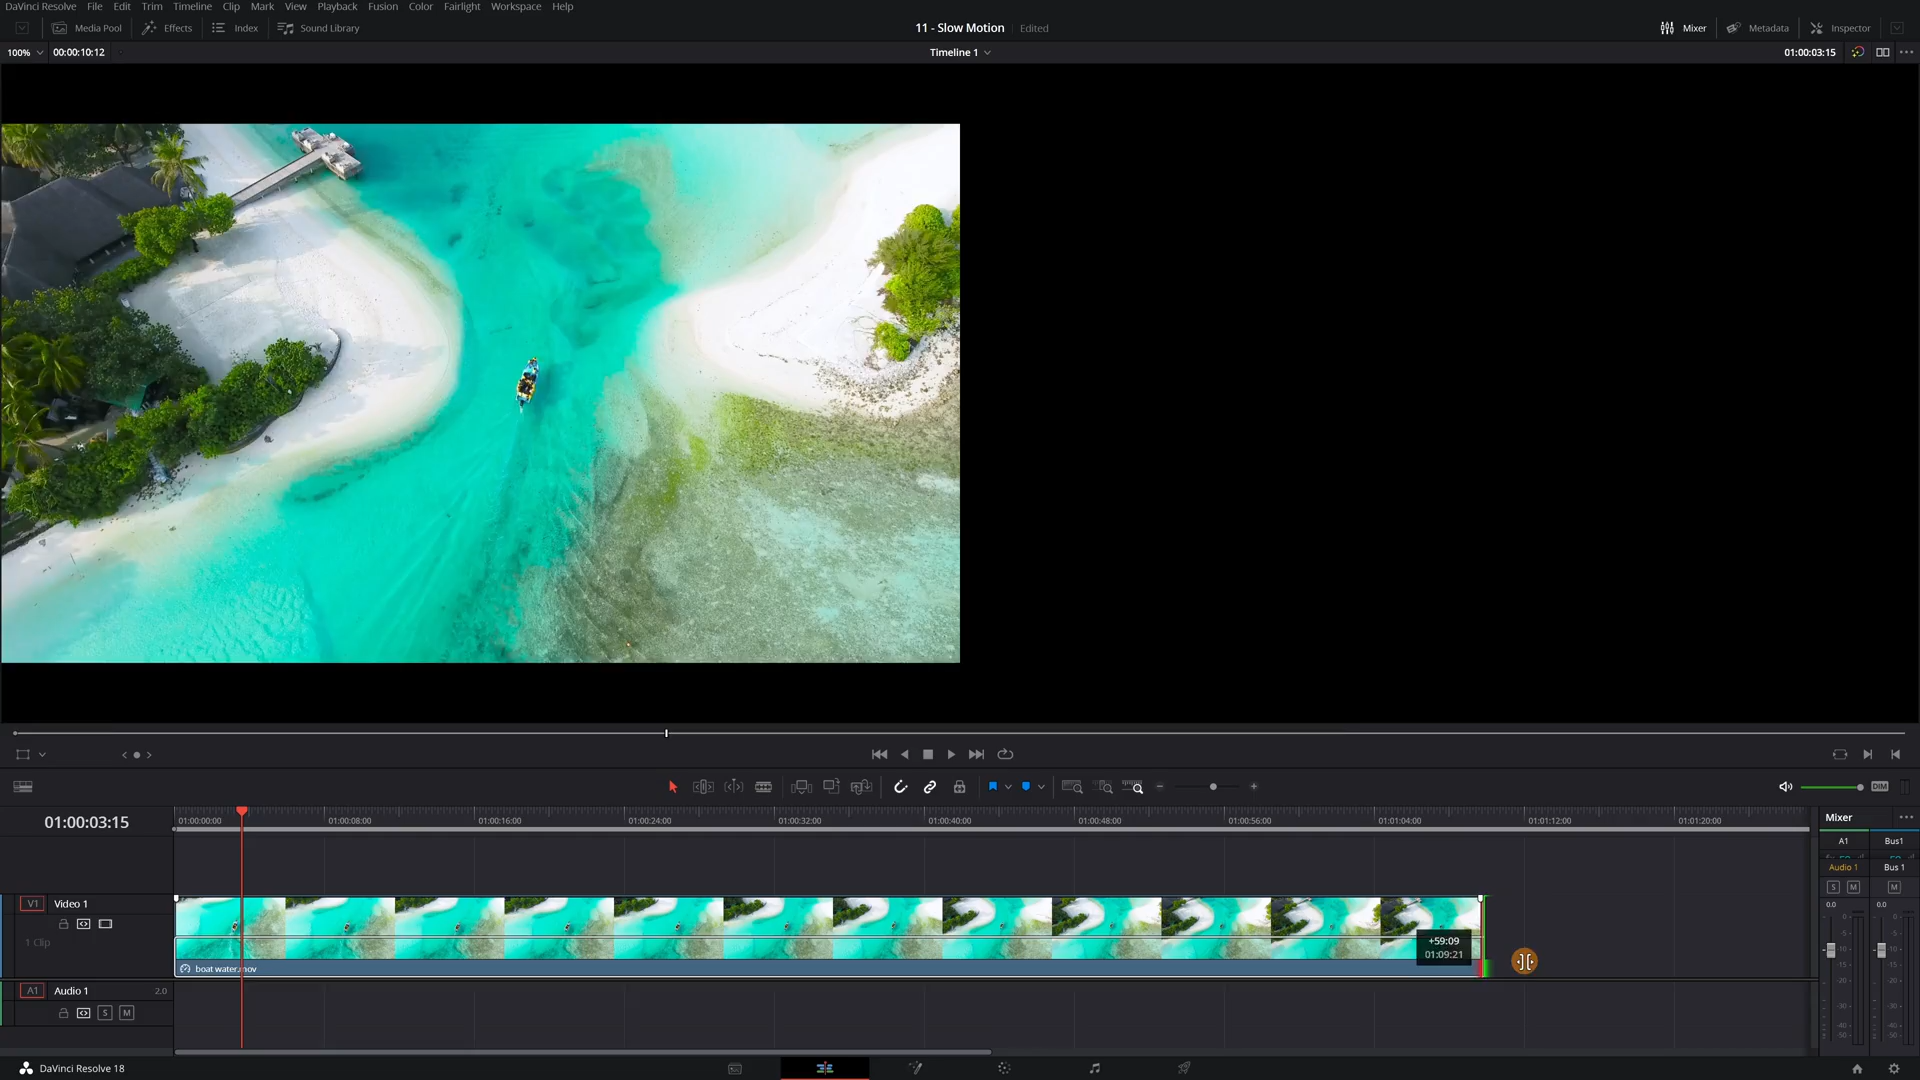 DaVinci Resolve File Edit Trim Timeline Clip Mark View Playback Fusion Color Fairlight Workspace Help
Media Pool Effects Index Sound Library 11 - Slow Motion Edited Mixer Metadata Inspector
100% 00:00:10:12 Timeline 1 01:00:03:15
DIM
01:00:03:15 01:00:00:00 01:00:08:00 01:00:16:00 01:00:24:00 01:00:32:00 01:00:40:00 01:00:48:00 01:00:56:00 01:01:04:00 01:01:12:00 01:01:20:00 Mixer
A1 Bus1
Audio 1 Bus 1
S M M
V1 Video 1
0.0 0.0
1 Clip
+59:09
01:09:21
boat water.mov
A1 Audio 1 2.0
S M
DaVinci Resolve 18